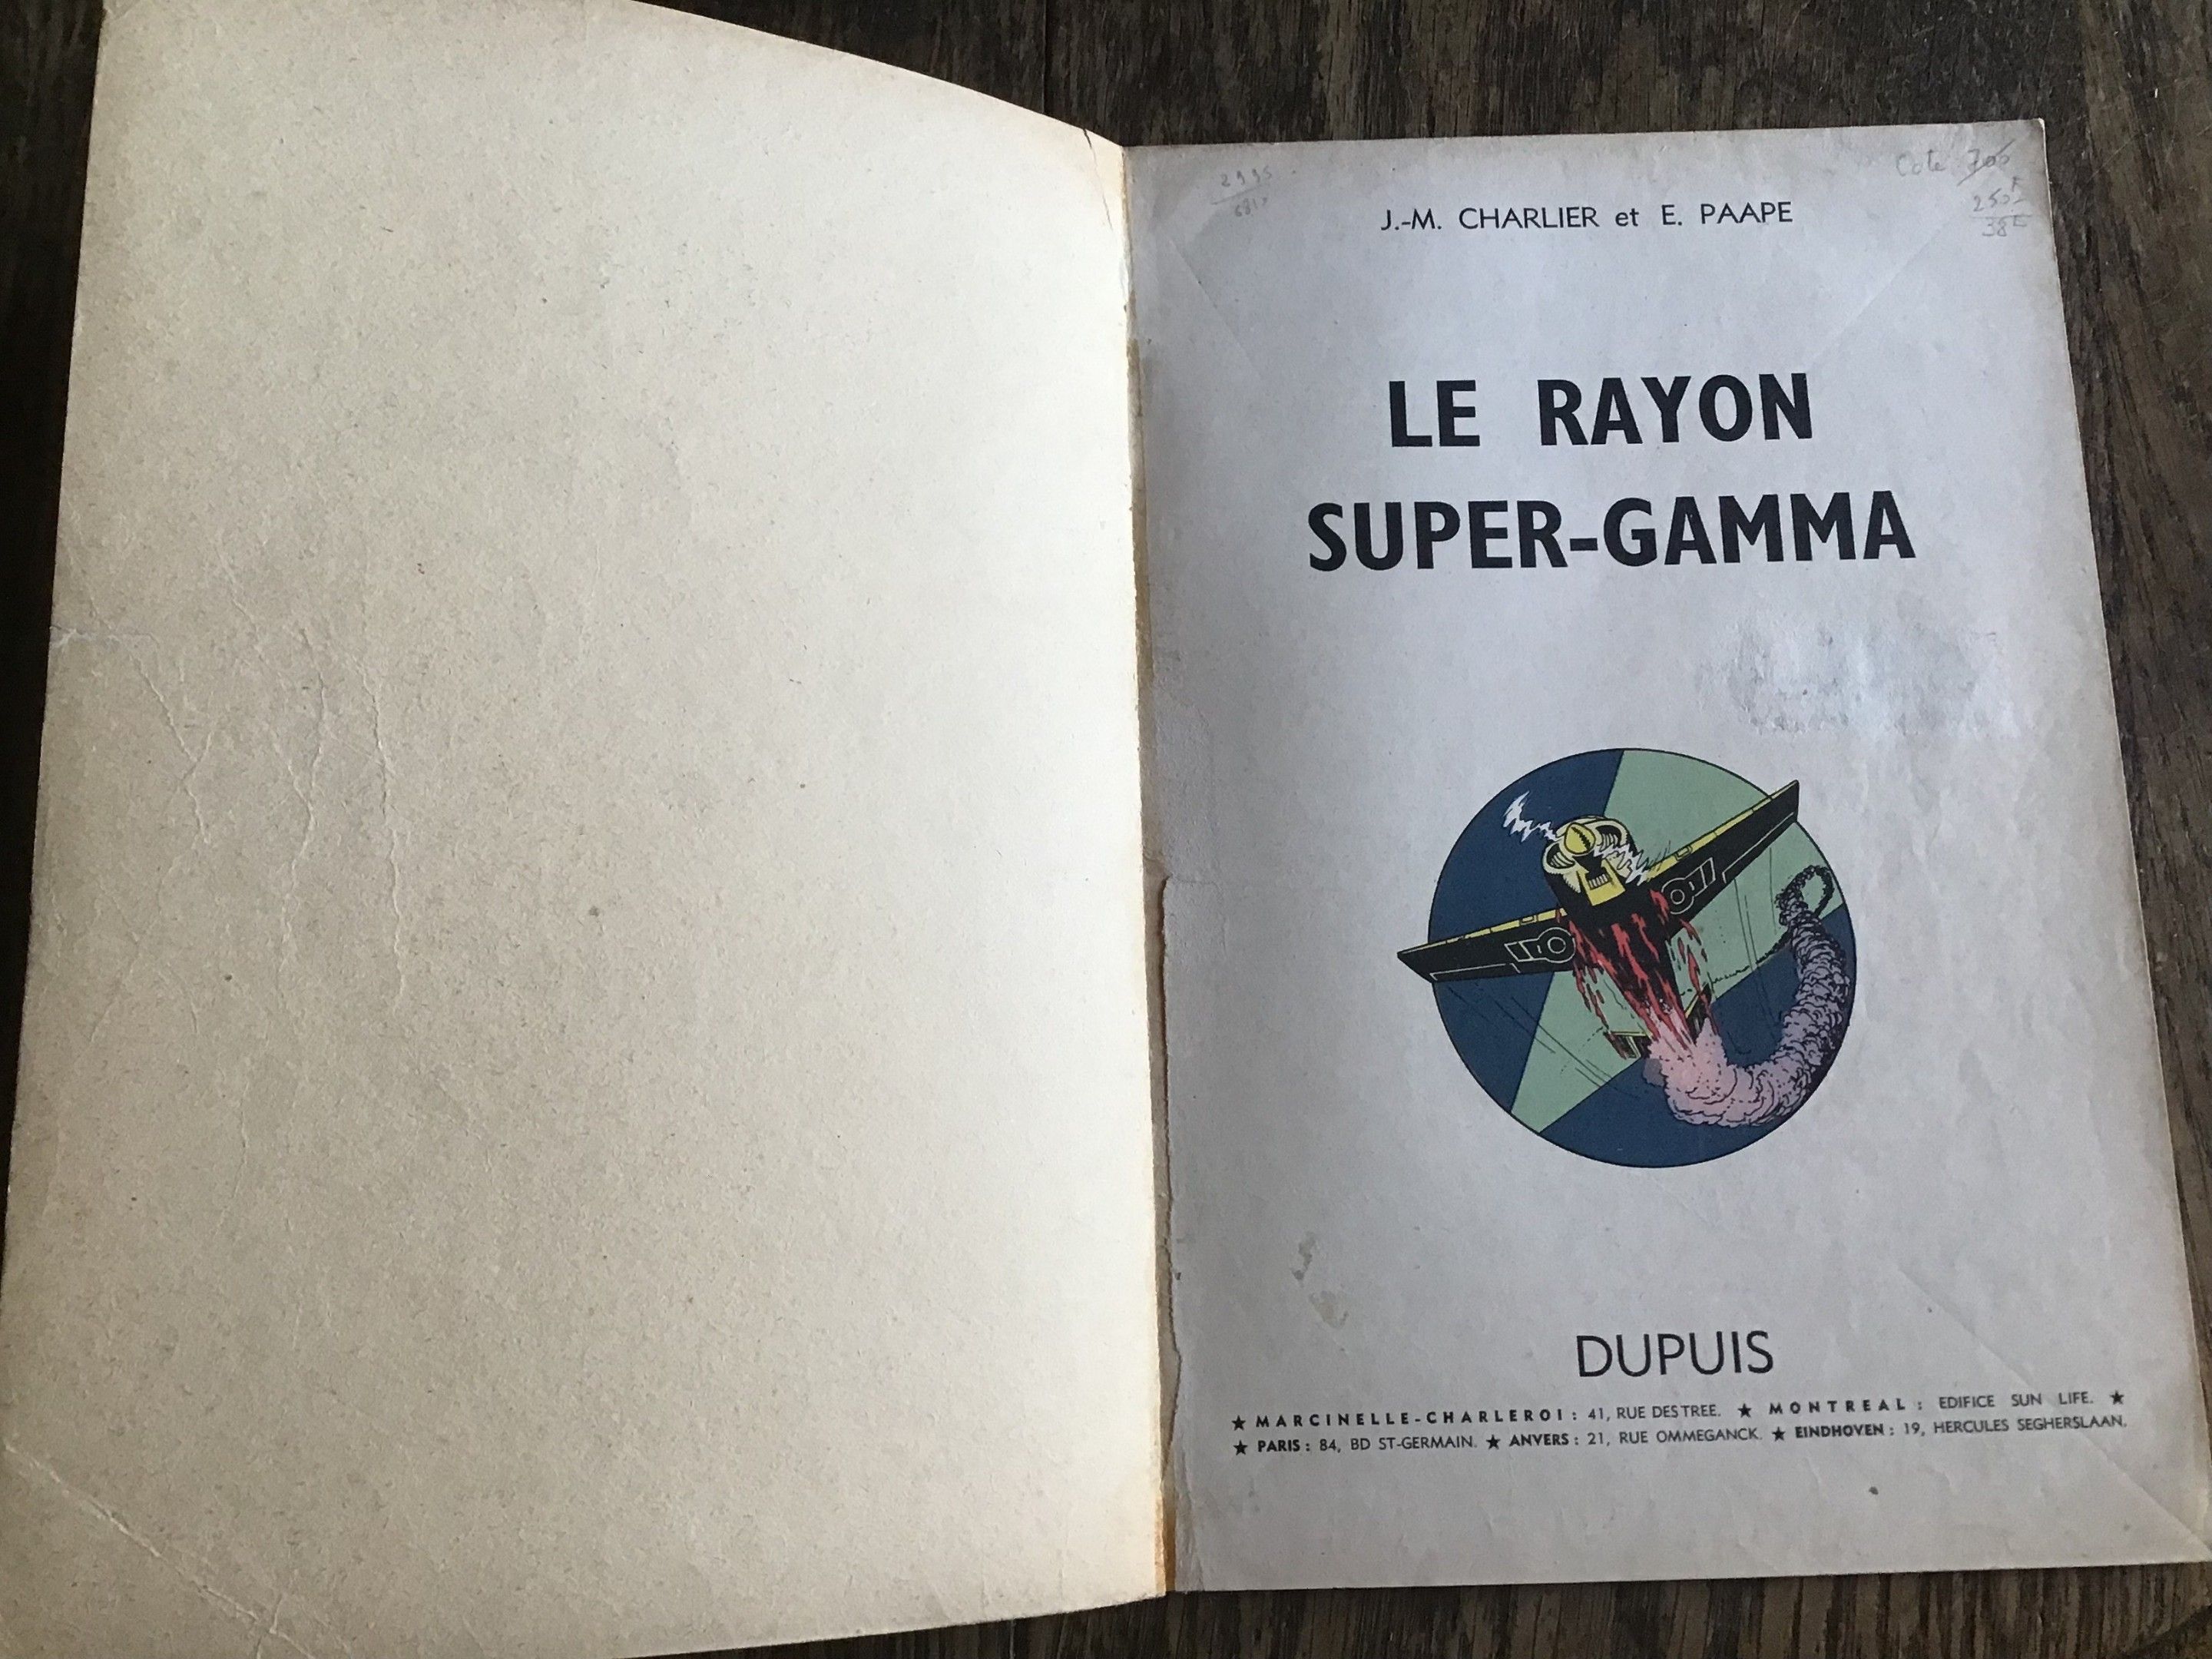 J.-M. CHARLIER et E. PAAPE
LE RAYON
SUPER-GAMMA
DUPUIS
★ MARCINELLE-CHARLEROI : 41, RUE DESTREE. ★ MONTREAL : EDIFICE SUN LIFE. ★
★ PARIS : 84, BD ST-GERMAIN. ★ ANVERS : 21, RUE OMMEGANCK. ★ EINDHOVEN : 19, HERCULES SEGHERSLAAN.